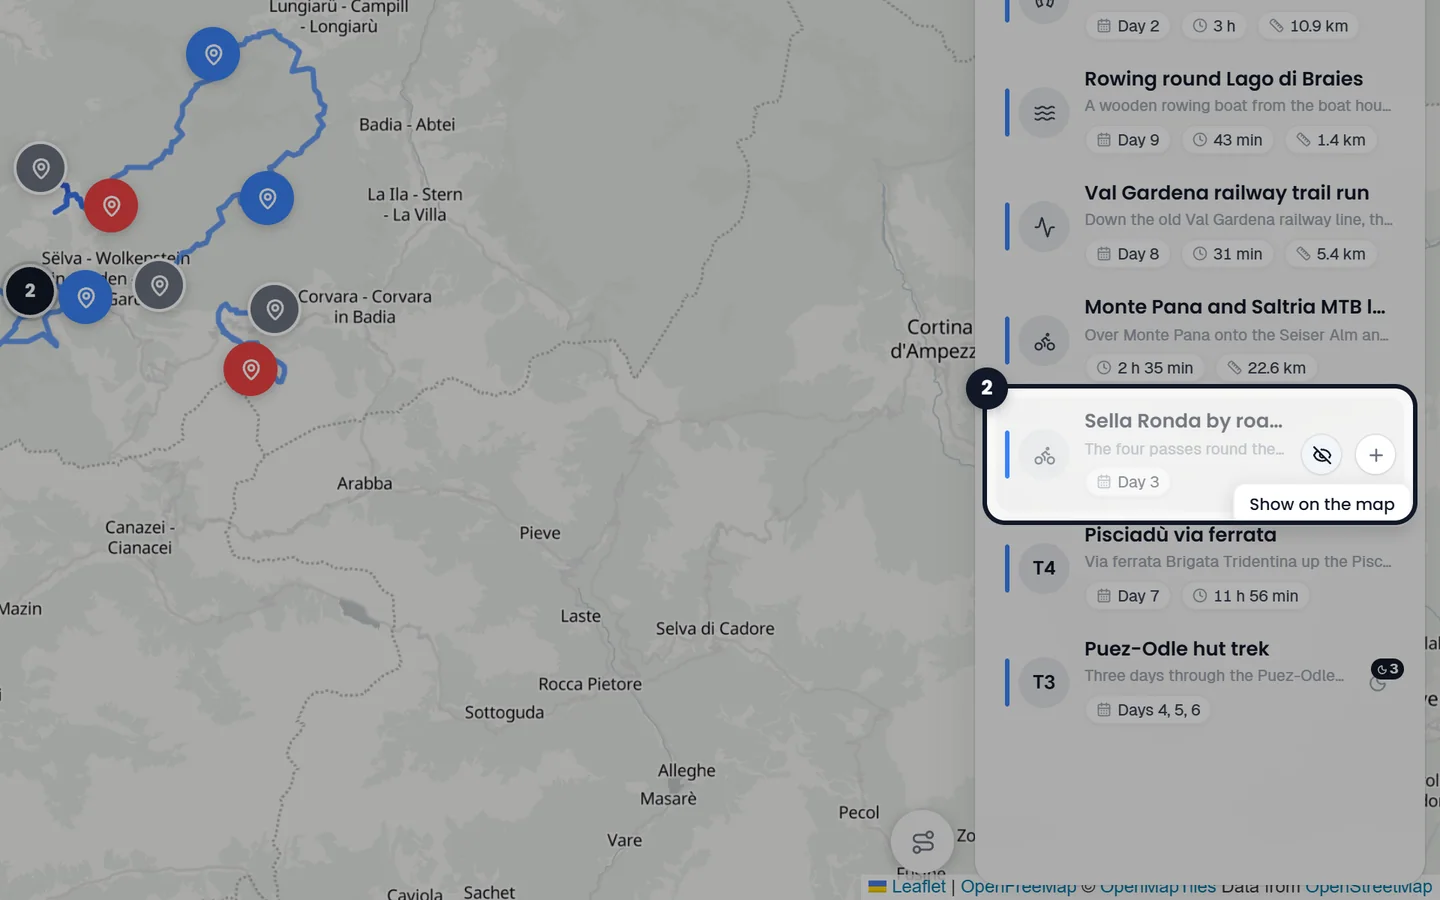 Lungiarü - Campill
- Longiarù
Badia - Abtei
La Ila - Stern
- La Villa
Sëlva - Wolkenstein
2
Corvara - Corvara
in Badia
Cortina
d'Ampezz
Arabba
Canazei -
Cianacei
Pieve
Mazin
Laste
Selva di Cadore
Rocca Pietore
Sottoguda
Alleghe
Masarè
Pecol
Vare
Zo
Caviola
Sachet
Day 2
3 h
10.9 km
Rowing round Lago di Braies
A wooden rowing boat from the boat hou...
Day 9
43 min
1.4 km
Val Gardena railway trail run
Down the old Val Gardena railway line, th...
Day 8
31 min
5.4 km
Monte Pana and Saltria MTB l...
Over Monte Pana onto the Seiser Alm an...
2 h 35 min
22.6 km
2
Sella Ronda by roa...
The four passes round the...
Day 3
Show on the map
Pisciadù via ferrata
T4
Via ferrata Brigata Tridentina up the Pisc...
Day 7
11 h 56 min
Puez-Odle hut trek
T3
Three days through the Puez-Odle...
3
Days 4, 5, 6
Leaflet | OpenFreeMap © OpenMapTiles Data from OpenStreetMap